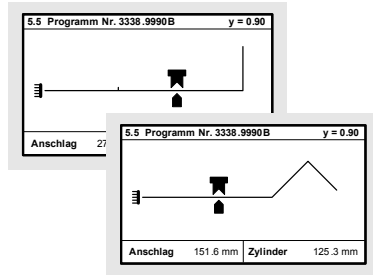 5.5 Programm Nr. 3338.9990B y = 0.90
Anschlag 27
5.5 Programm Nr. 3338.9990B y = 0.90
Anschlag 151.6 mm Zylinder 125.3 mm